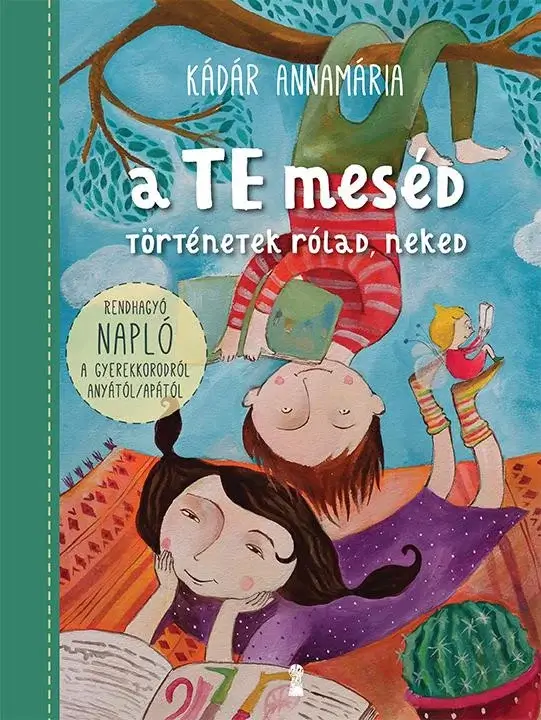 KÁDÁR ANNAMÁRIA
a TE meséd
történetek rólad, neked
RENDHAGYÓ
NAPLÓ
A GYEREKKORODRÓL
ANYÁTÓL/APÁTÓL